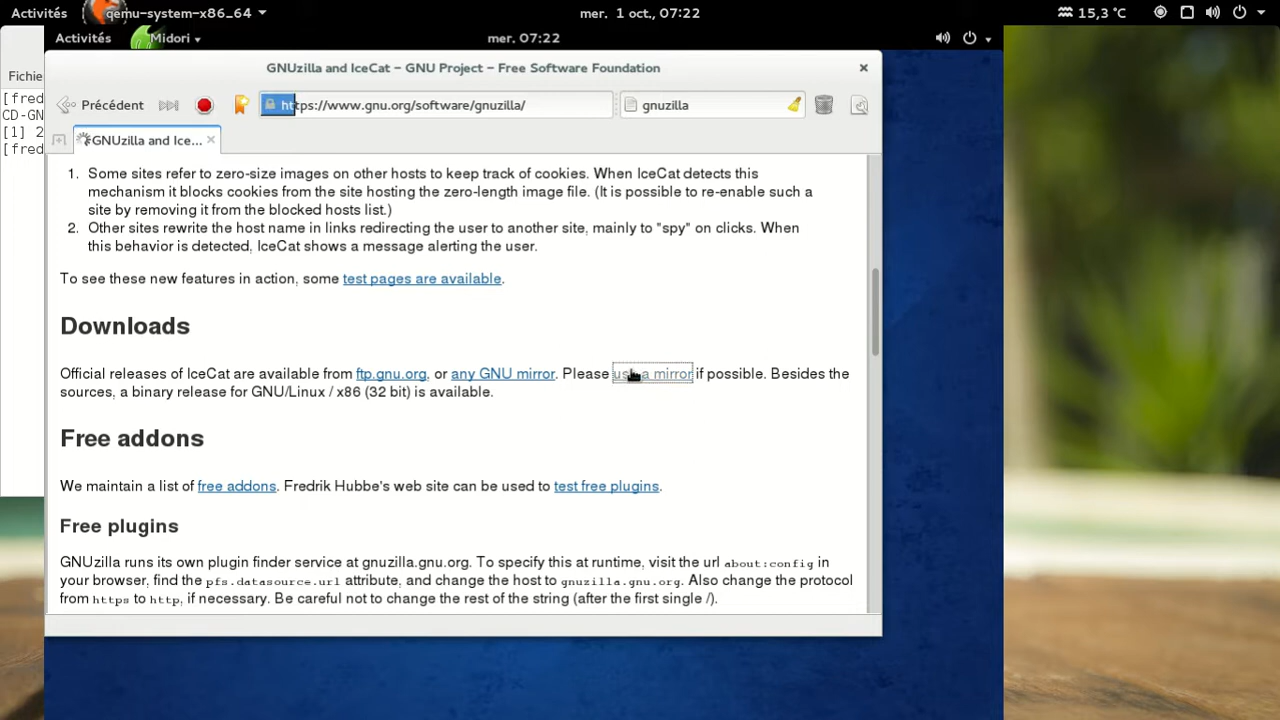 Activités qemu-system-x86_64 mer. 1 oct., 07:22 15,3 °C
Activités Midori mer. 07:22
Fichie
[fred
CD-GN
[1] 2
[fred
GNUzilla and IceCat – GNU Project – Free Software Foundation
Précédent https://www.gnu.org/software/gnuzilla/ gnuzilla
GNUzilla and Ice...
1. Some sites refer to zero-size images on other hosts to keep track of cookies. When IceCat detects this
mechanism it blocks cookies from the site hosting the zero-length image file. (It is possible to re-enable such a
site by removing it from the blocked hosts list.)
2. Other sites rewrite the host name in links redirecting the user to another site, mainly to "spy" on clicks. When
this behavior is detected, IceCat shows a message alerting the user.
To see these new features in action, some test pages are available.
Downloads
Official releases of IceCat are available from ftp.gnu.org, or any GNU mirror. Please use a mirror if possible. Besides the
sources, a binary release for GNU/Linux / x86 (32 bit) is available.
Free addons
We maintain a list of free addons. Fredrik Hubbe's web site can be used to test free plugins.
Free plugins
GNUzilla runs its own plugin finder service at gnuzilla.gnu.org. To specify this at runtime, visit the url about:config in
your browser, find the pfs.datasource.url attribute, and change the host to gnuzilla.gnu.org. Also change the protocol
from https to http, if necessary. Be careful not to change the rest of the string (after the first single /).